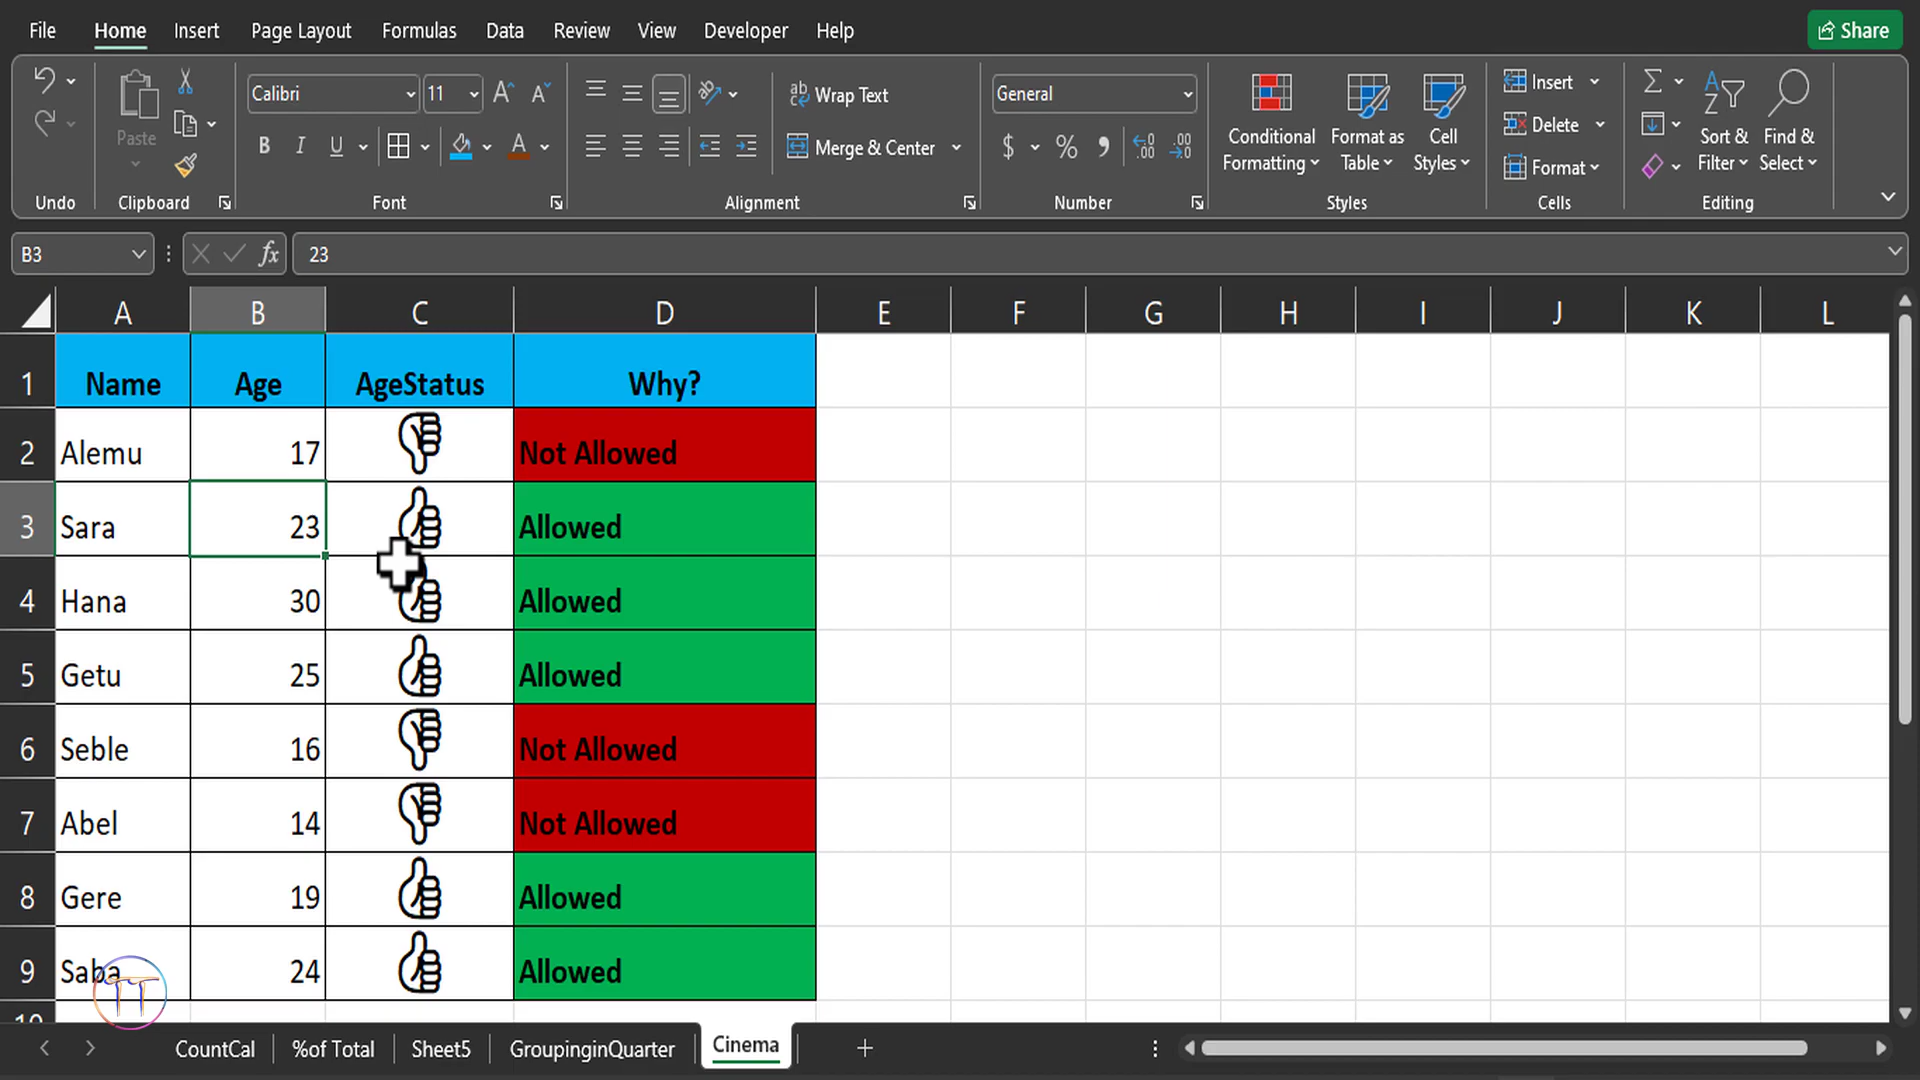 File Home Insert Page Layout Formulas Data Review View Developer Help Share
Calibri 11 Wrap Text General Insert
Paste B I U Merge & Center $ % Conditional Formatting Format as Table Cell Styles Delete Sort & Filter Find & Select
Format
Undo Clipboard Font Alignment Number Styles Cells Editing
B3 fx 23
A B C D E F G H I J K L
1 Name Age AgeStatus Why?
2 Alemu 17 Not Allowed
3 Sara 23 Allowed
4 Hana 30 Allowed
5 Getu 25 Allowed
6 Seble 16 Not Allowed
7 Abel 14 Not Allowed
8 Gere 19 Allowed
9 Saba 24 Allowed
10
CountCal %of Total Sheet5 GroupinginQuarter Cinema